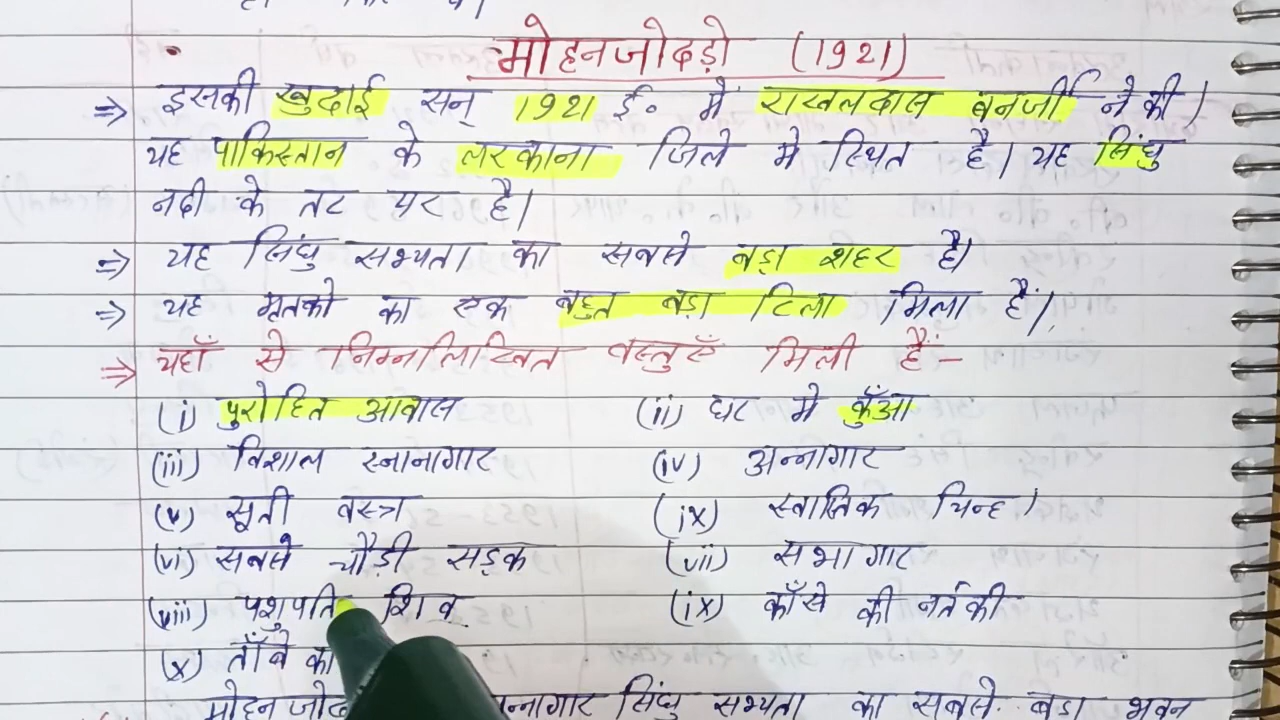 मोहनजोदड़ो (1921)
⇒ इसकी खुदाई सन् 1921 ई० में राखलदास बनर्जी ने की।
यह पाकिस्तान के लरकाना जिले मे स्थित है। यह सिंधु
नदी के तट पर है।
⇒ यह सिंधु सभ्यता का सबसे बड़ा शहर है।
⇒ यह मृतको का एक बहुत बड़ा टिला मिला हैं।
⇒ यहाँ से निम्नलिखित वस्तुएँ मिली हैं-
(i) पुरोहित आवास (ii) घर मे कुँआ
(iii) विशाल स्नानागार (iv) अन्नागार
(v) सूती वस्त्र (ix) स्वास्तिक चिन्ह।
(vi) सबसे चौड़ी सड़क (vii) सभागार
(viii) पशुपति शिव (ix) काँसे की नर्तकी
(x) ताँबे का
सिंधु सभ्यता का सबसे बड़ा भवन